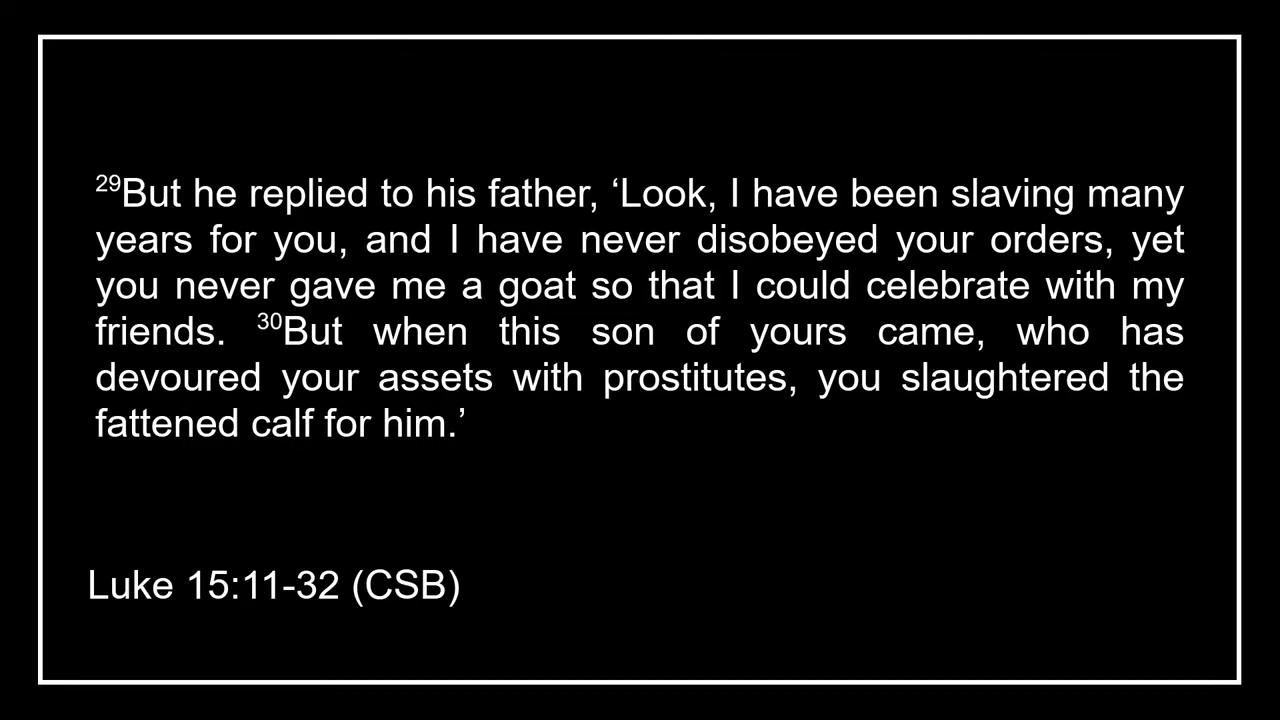 29But he replied to his father, ‘Look, I have been slaving many
years for you, and I have never disobeyed your orders, yet
you never gave me a goat so that I could celebrate with my
friends. 30But when this son of yours came, who has
devoured your assets with prostitutes, you slaughtered the
fattened calf for him.’
Luke 15:11-32 (CSB)